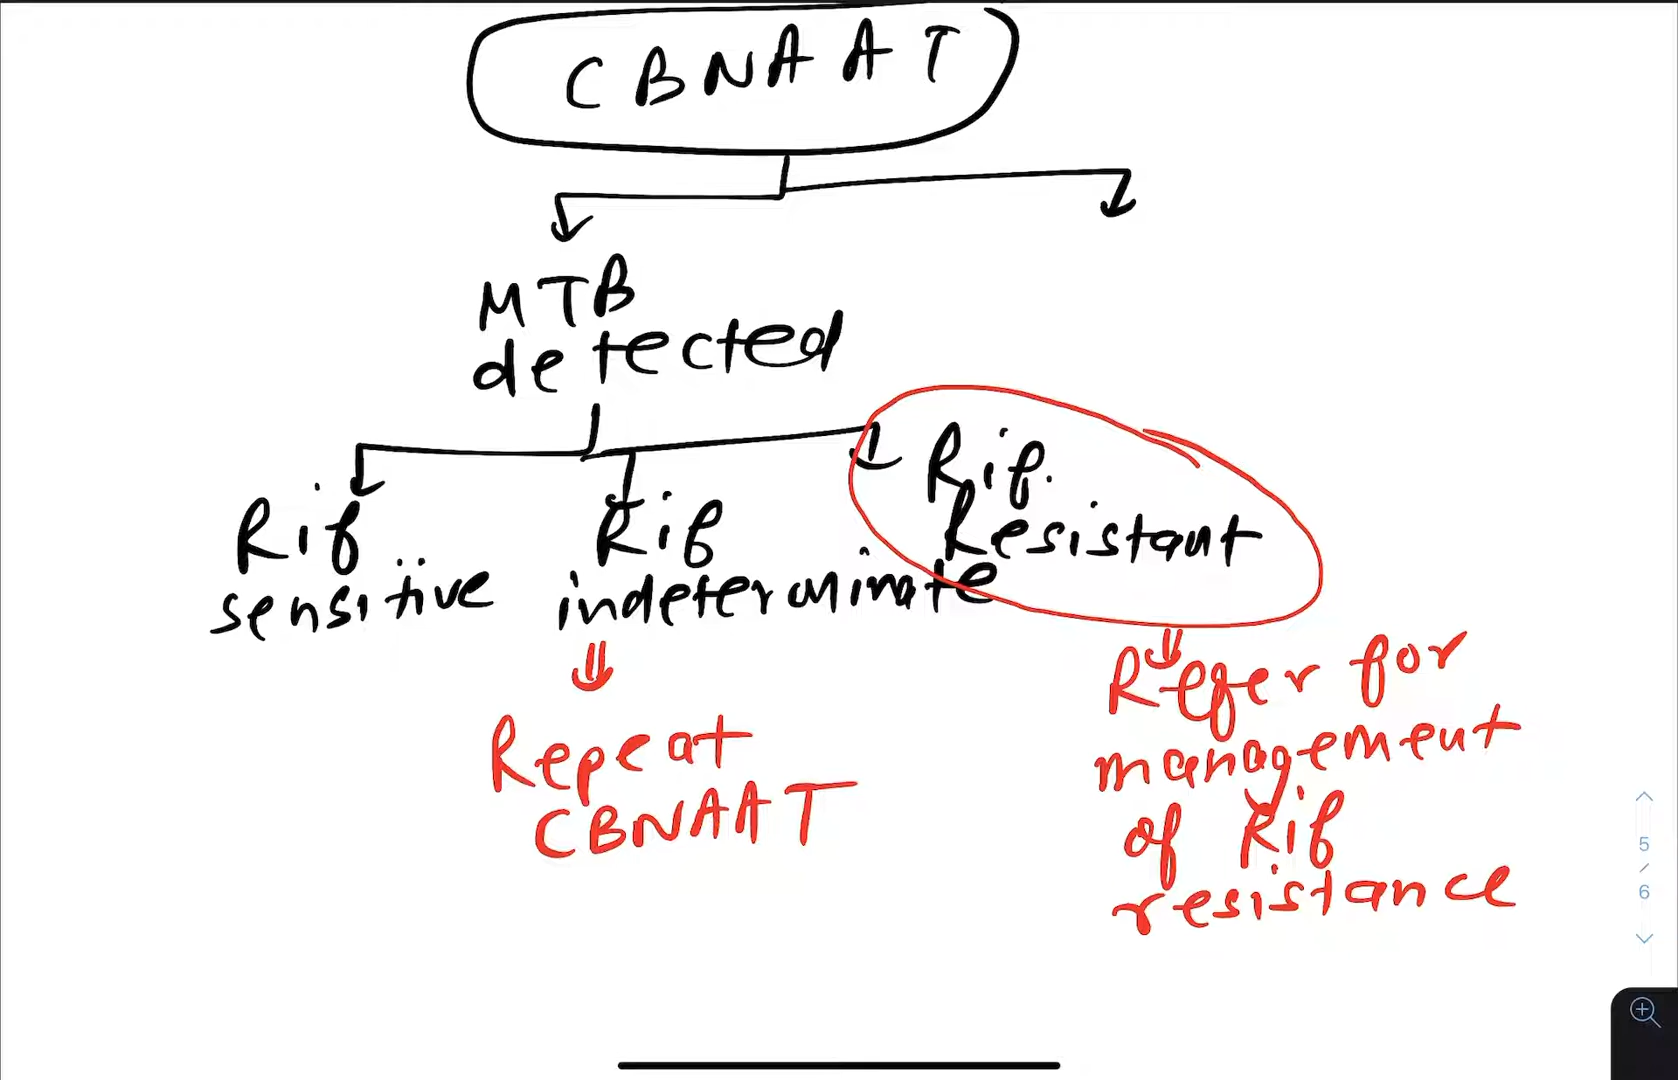 CBNAAT
MTB
detected
Rif
sensitive
Rif
indeterminate
Rif.
Resistant
Repeat
CBNAAT
Refer for
management
of Rif
resistance
5
/
6